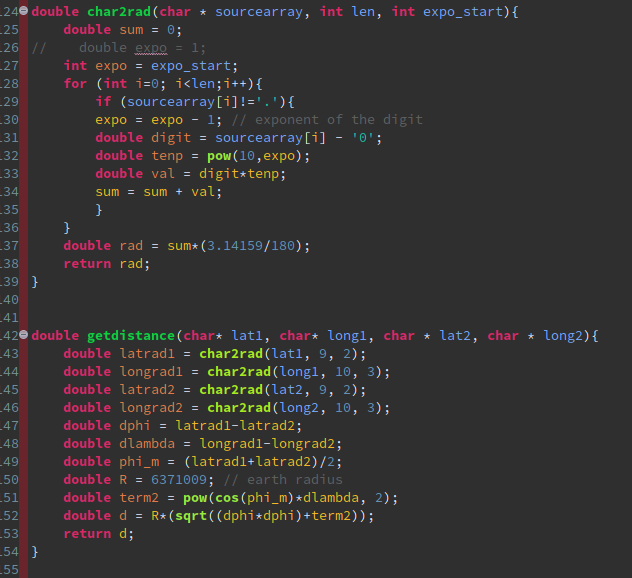 124 double char2rad(char * sourcearray, int len, int expo_start){
125     double sum = 0;
126 //    double expo = 1;
127     int expo = expo_start;
128     for (int i=0; i<len;i++){
129         if (sourcearray[i]!='.'){
130         expo = expo - 1; // exponent of the digit
131         double digit = sourcearray[i] - '0';
132         double tenp = pow(10,expo);
133         double val = digit*tenp;
134         sum = sum + val;
135         }
136     }
137     double rad = sum*(3.14159/180);
138     return rad;
139 }
140
141
142 double getdistance(char* lat1, char* long1, char * lat2, char * long2){
143     double latrad1 = char2rad(lat1, 9, 2);
144     double longrad1 = char2rad(long1, 10, 3);
145     double latrad2 = char2rad(lat2, 9, 2);
146     double longrad2 = char2rad(long2, 10, 3);
147     double dphi = latrad1-latrad2;
148     double dlambda = longrad1-longrad2;
149     double phi_m = (latrad1+latrad2)/2;
150     double R = 6371009; // earth radius
151     double term2 = pow(cos(phi_m)*dlambda, 2);
152     double d = R*(sqrt((dphi*dphi)+term2));
153     return d;
154 }
155